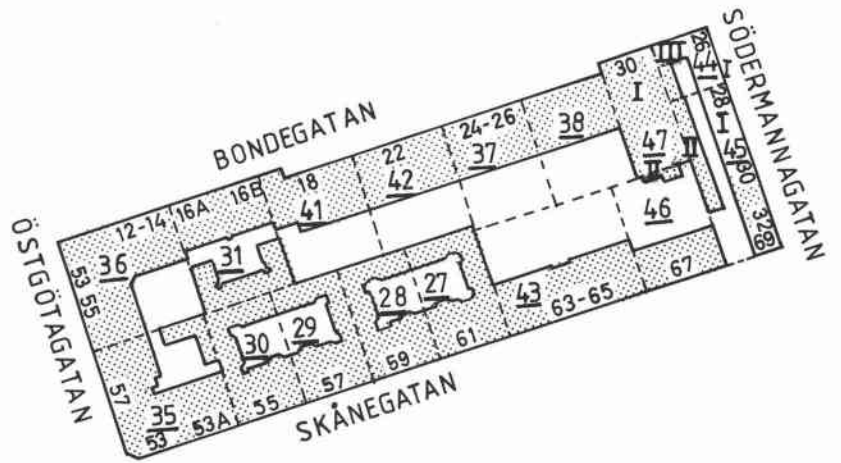 BONDEGATAN
SÖDERMANNAGATAN
ÖSTGÖTAGATAN
SKÅNEGATAN
12-14
16A
16B
18
22
24-26
30
III
26
44
I
28
I
I
36
31
41
42
37
38
47
II
II
45
30
46
32
69
53
55
57
35
53
53A
30
29
55
57
28
27
59
61
43
63-65
67